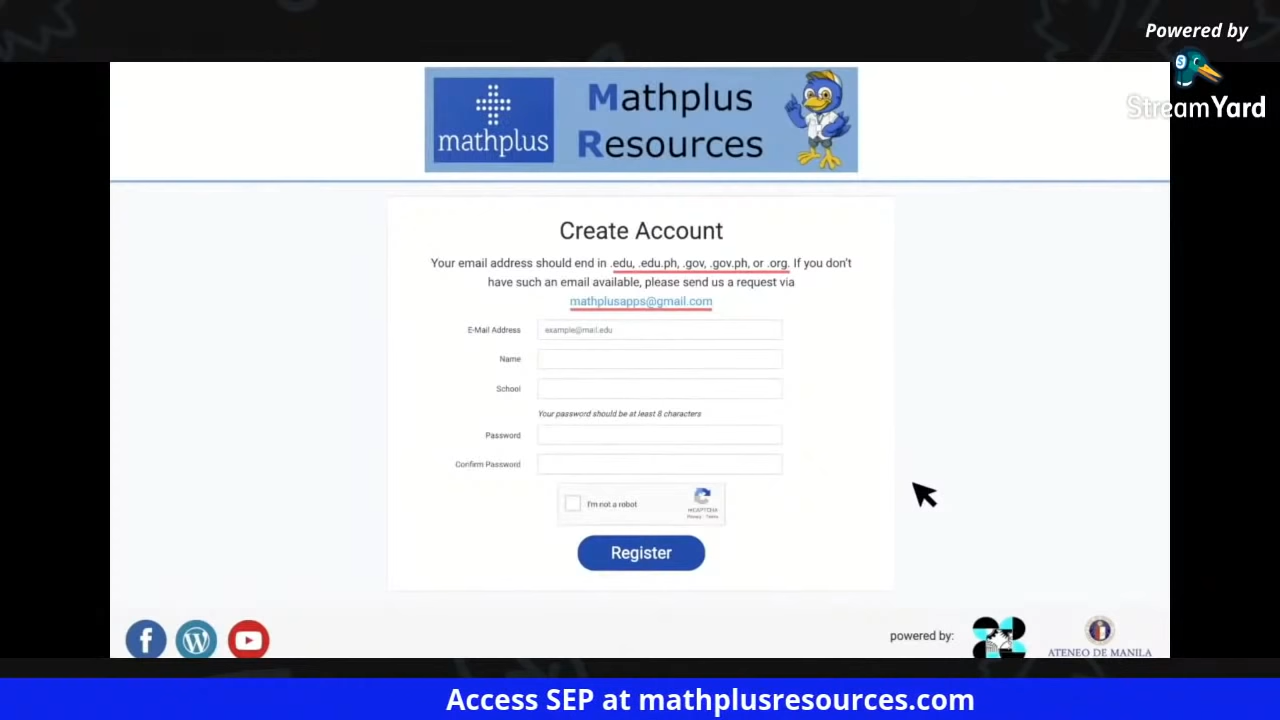 Powered by
StreamYard
mathplus
Mathplus
Resources
Create Account
Your email address should end in .edu, .edu.ph, .gov, .gov.ph, or .org. If you don't
have such an email available, please send us a request via
mathplusapps@gmail.com
E-Mail Address
example@mail.edu
Name
School
Your password should be at least 8 characters
Password
Confirm Password
I'm not a robot
reCAPTCHA
Privacy - Terms
Register
powered by:
ATENEO DE MANILA
Access SEP at mathplusresources.com